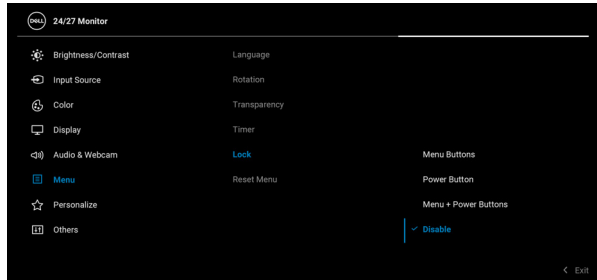 DELL 24/27 Monitor
Brightness/Contrast
Input Source
Color
Display
Audio & Webcam
Menu
Personalize
Others
Language
Rotation
Transparency
Timer
Lock
Reset Menu
Menu Buttons
Power Button
Menu + Power Buttons
Disable
Exit